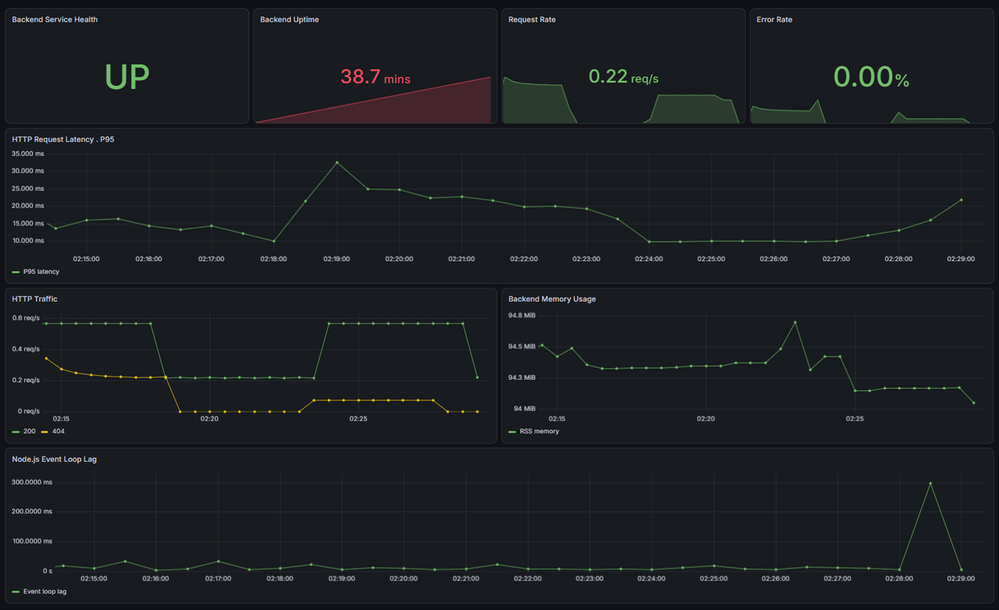 Backend Service Health
UP
Backend Uptime
38.7 mins
Request Rate
0.22 req/s
Error Rate
0.00%
HTTP Request Latency . P95
35.000 ms
30.000 ms
25.000 ms
20.000 ms
15.000 ms
10.000 ms
02:15:00 02:16:00 02:17:00 02:18:00 02:19:00 02:20:00 02:21:00 02:22:00 02:23:00 02:24:00 02:25:00 02:26:00 02:27:00 02:28:00 02:29:00
P95 latency
HTTP Traffic
0.6 req/s
0.4 req/s
0.2 req/s
0 req/s
02:15 02:20 02:25
200 404
Backend Memory Usage
94.8 MiB
94.5 MiB
94.3 MiB
94 MiB
02:15 02:20 02:25
RSS memory
Node.js Event Loop Lag
300.0000 ms
200.0000 ms
100.0000 ms
0 s
02:15:00 02:16:00 02:17:00 02:18:00 02:19:00 02:20:00 02:21:00 02:22:00 02:23:00 02:24:00 02:25:00 02:26:00 02:27:00 02:28:00 02:29:00
Event loop lag